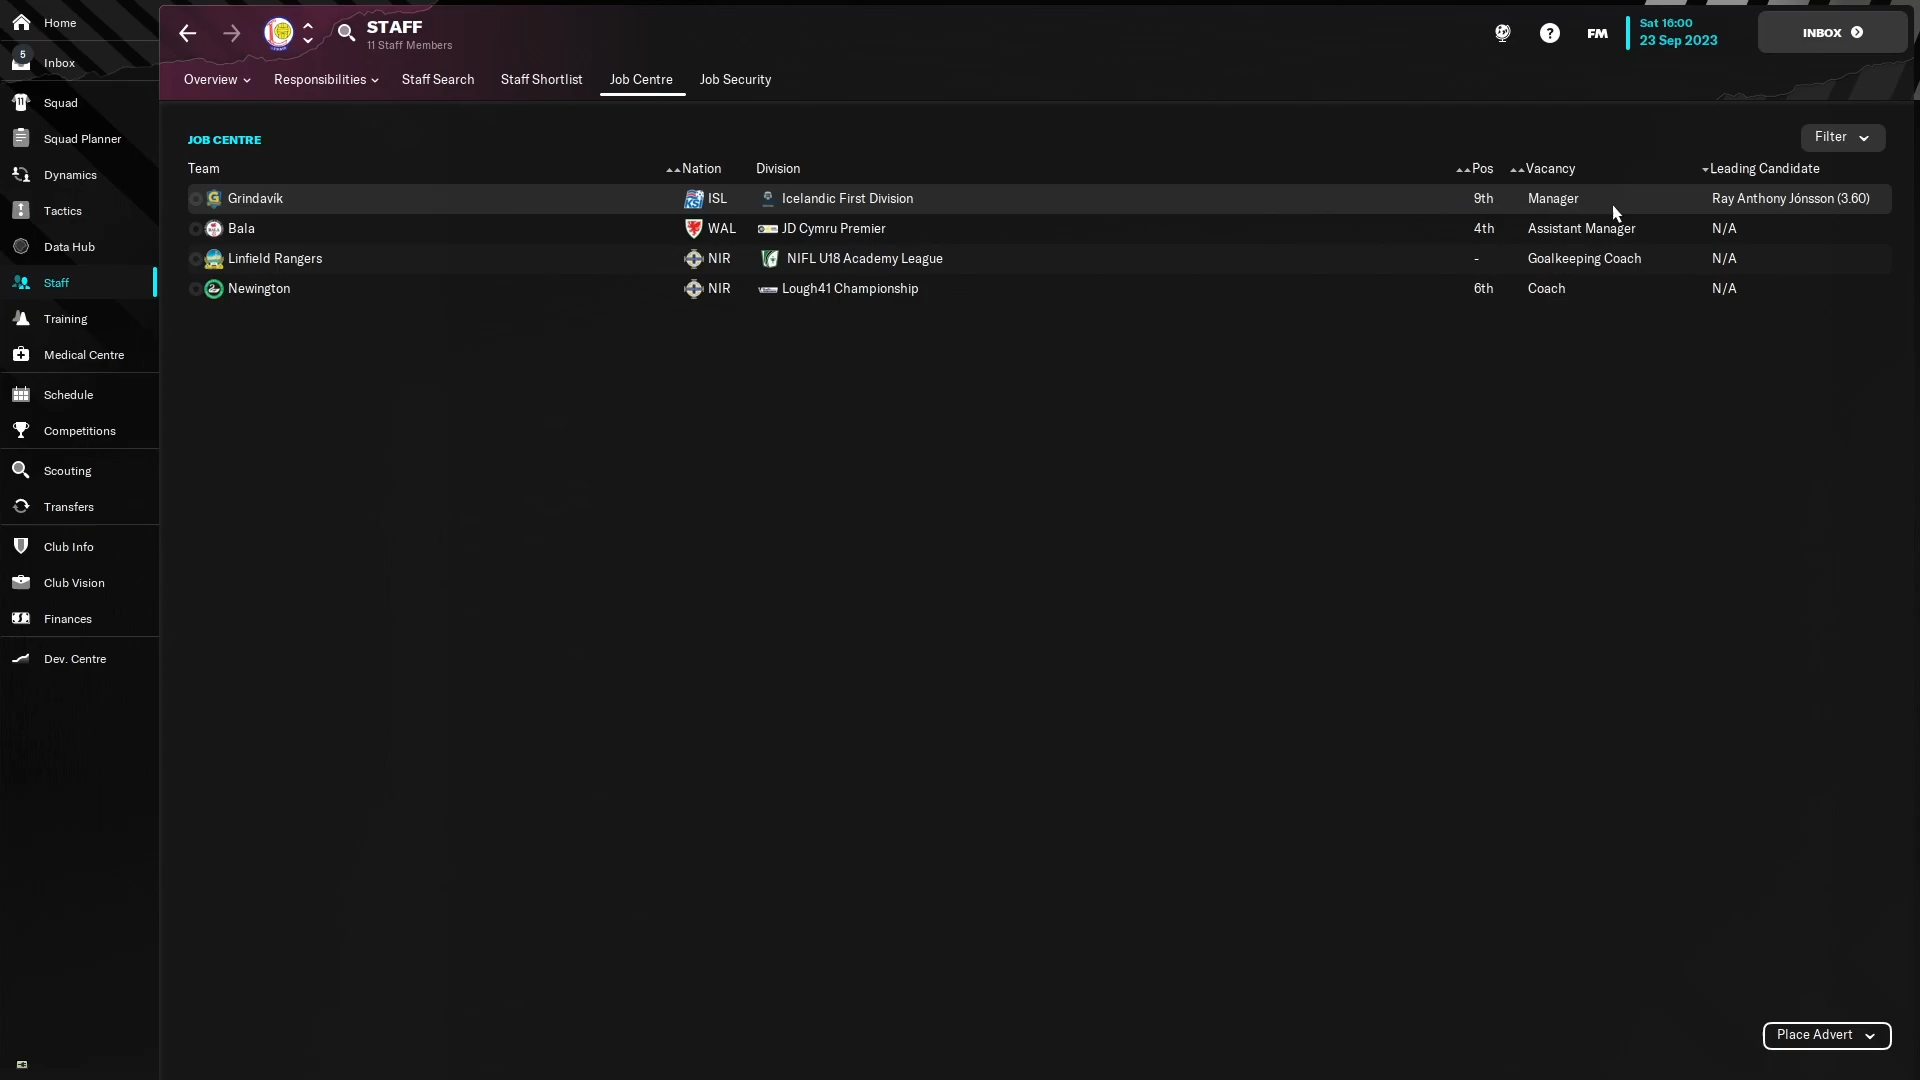 Home
5
Inbox
11
Squad
Squad Planner
Dynamics
Tactics
Data Hub
Staff
Training
Medical Centre
Schedule
Competitions
Scouting
Transfers
Club Info
Club Vision
Finances
Dev. Centre
STAFF
11 Staff Members
?
FM
Sat 16:00
23 Sep 2023
INBOX
Overview
Responsibilities
Staff Search
Staff Shortlist
Job Centre
Job Security
JOB CENTRE
Filter
Team Nation Division Pos Vacancy Leading Candidate
Grindavík ISL Icelandic First Division 9th Manager Ray Anthony Jónsson (3.60)
Bala WAL JD Cymru Premier 4th Assistant Manager N/A
Linfield Rangers NIR NIFL U18 Academy League - Goalkeeping Coach N/A
Newington NIR Lough41 Championship 6th Coach N/A
Place Advert